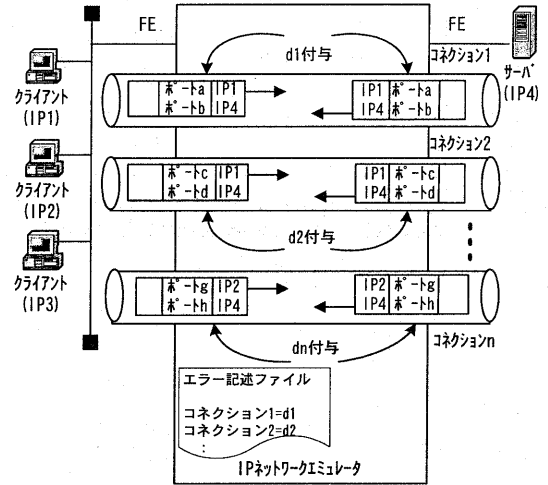 FE
FE
d1付与
コネクション1
サーバ
(IP4)
クライアント
(IP1)
ポートa IP1
ポートb IP4
IP1 ポートa
IP4 ポートb
コネクション2
クライアント
(IP2)
ポートc IP1
ポートd IP4
IP1 ポートc
IP4 ポートd
d2付与
クライアント
(IP3)
ポートg IP2
ポートh IP4
IP2 ポートg
IP4 ポートh
コネクションn
dn付与
エラー記述ファイル
コネクション1=d1
コネクション2=d2
:
IPネットワークエミュレータ